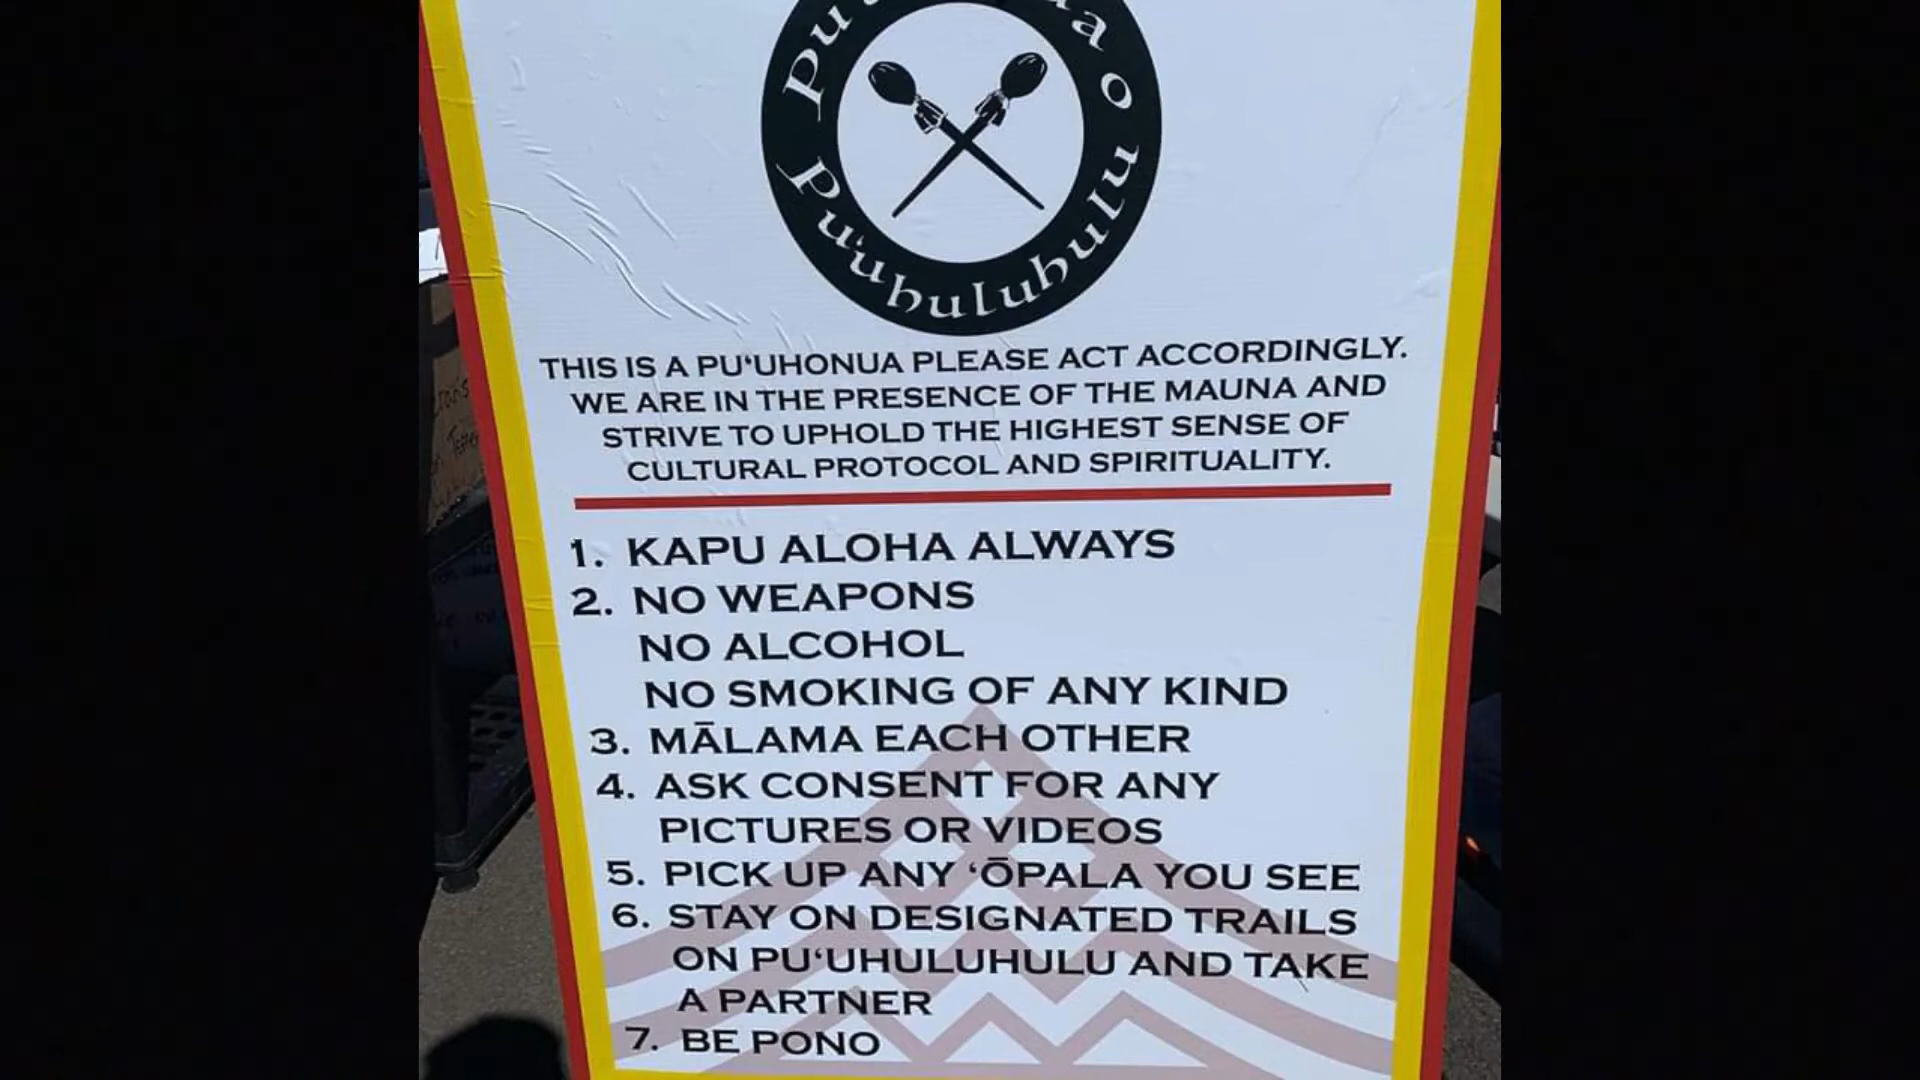 Pu'uhonua o
Pu'uhuluhulu
THIS IS A PU‘UHONUA PLEASE ACT ACCORDINGLY.
WE ARE IN THE PRESENCE OF THE MAUNA AND
STRIVE TO UPHOLD THE HIGHEST SENSE OF
CULTURAL PROTOCOL AND SPIRITUALITY.
1. KAPU ALOHA ALWAYS
2. NO WEAPONS
NO ALCOHOL
NO SMOKING OF ANY KIND
3. MĀLAMA EACH OTHER
4. ASK CONSENT FOR ANY
PICTURES OR VIDEOS
5. PICK UP ANY ‘ŌPALA YOU SEE
6. STAY ON DESIGNATED TRAILS
ON PU‘UHULUHULU AND TAKE
A PARTNER
7. BE PONO